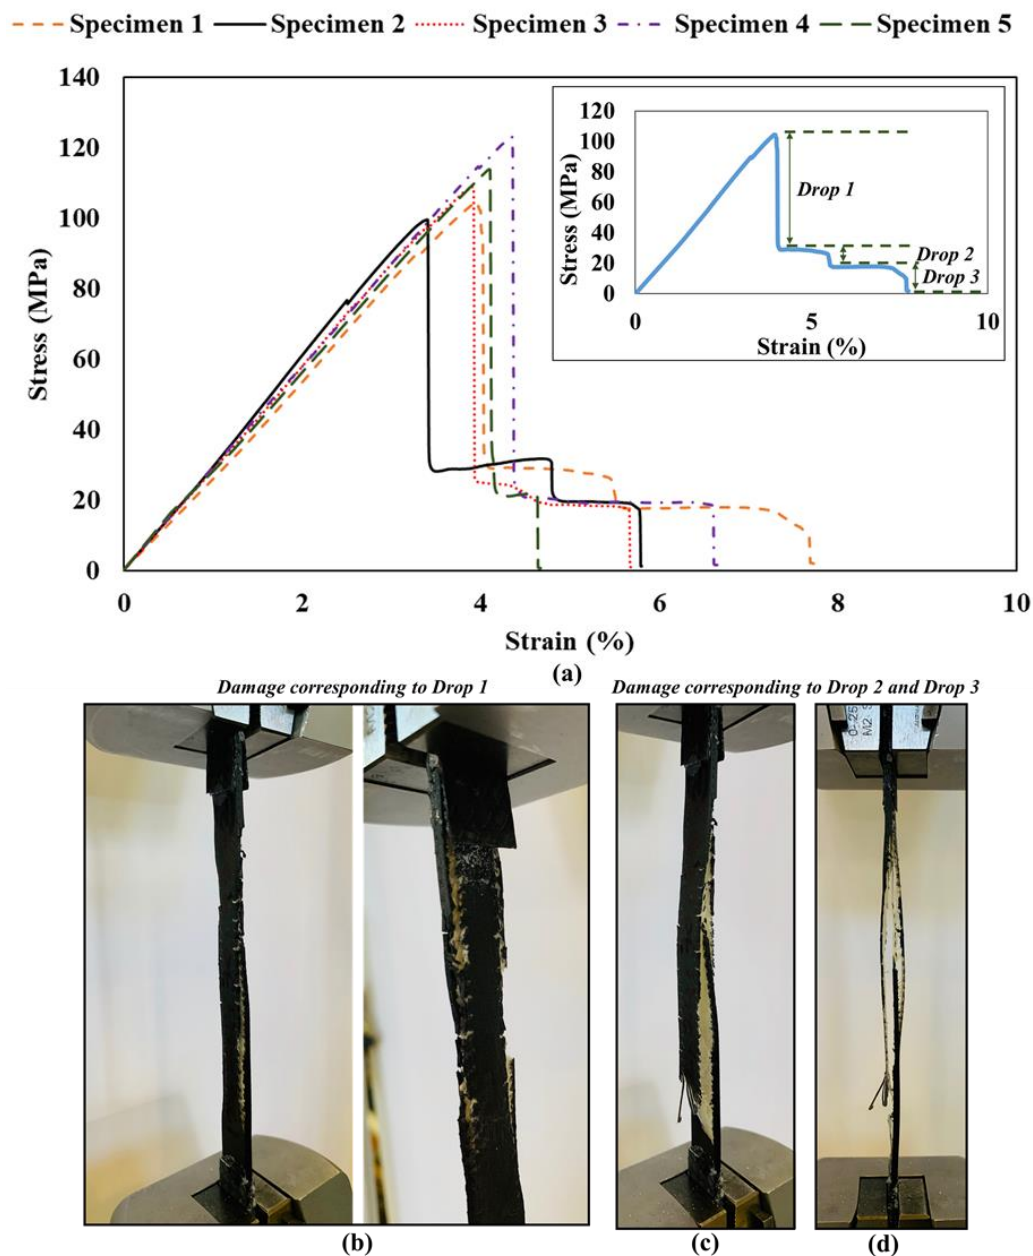 Specimen 1 Specimen 2 Specimen 3 Specimen 4 Specimen 5
140
120
100
80
60
40
20
0
Stress (MPa)
0 2 4 6 8 10
Strain (%)
120
100
80
60
40
20
0
Stress (MPa)
Drop 1
Drop 2
Drop 3
0 5 10
Strain (%)
(a)
Damage corresponding to Drop 1
Damage corresponding to Drop 2 and Drop 3
(b)
(c)
(d)